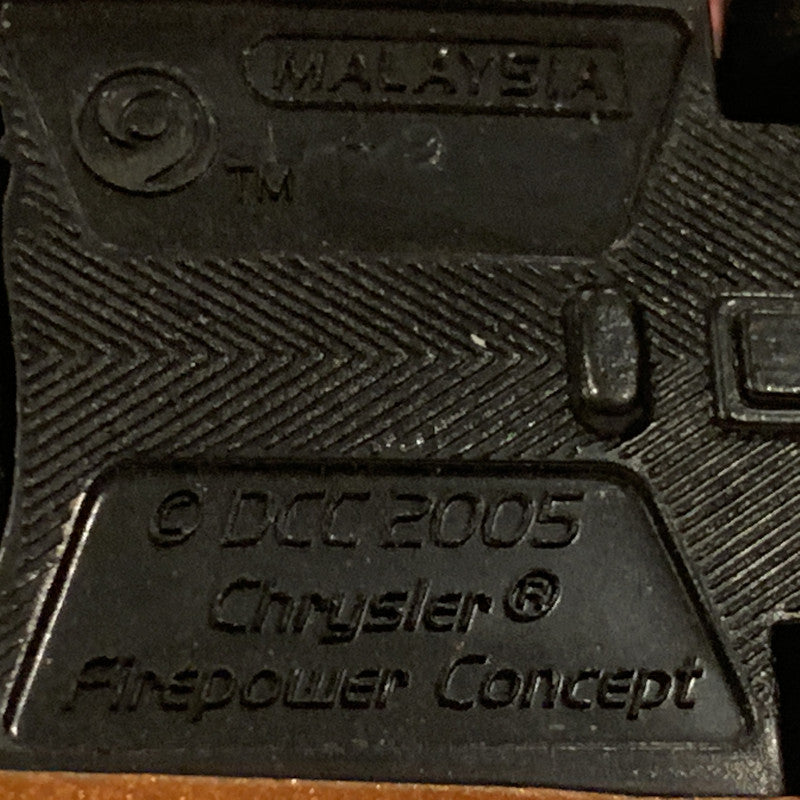 MALAYSIA
TM
© DCC 2005
Chrysler®
Firepower Concept